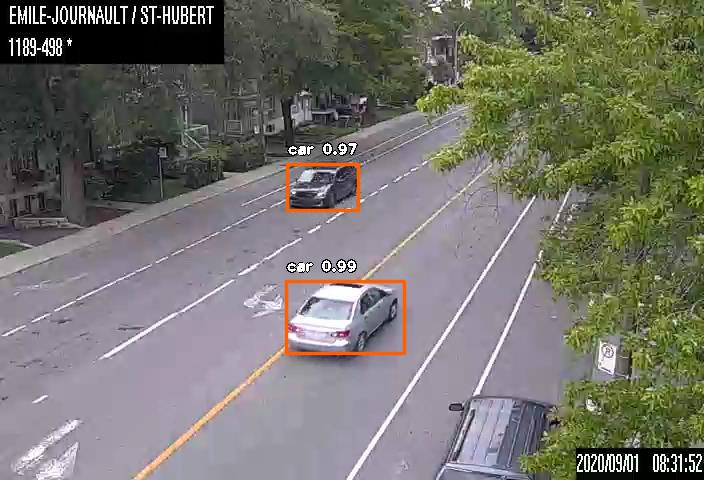 EMILE-JOURNAULT / ST-HUBERT
1189-498 *
car 0.97
car 0.99
P
2020/09/01 08:31:52